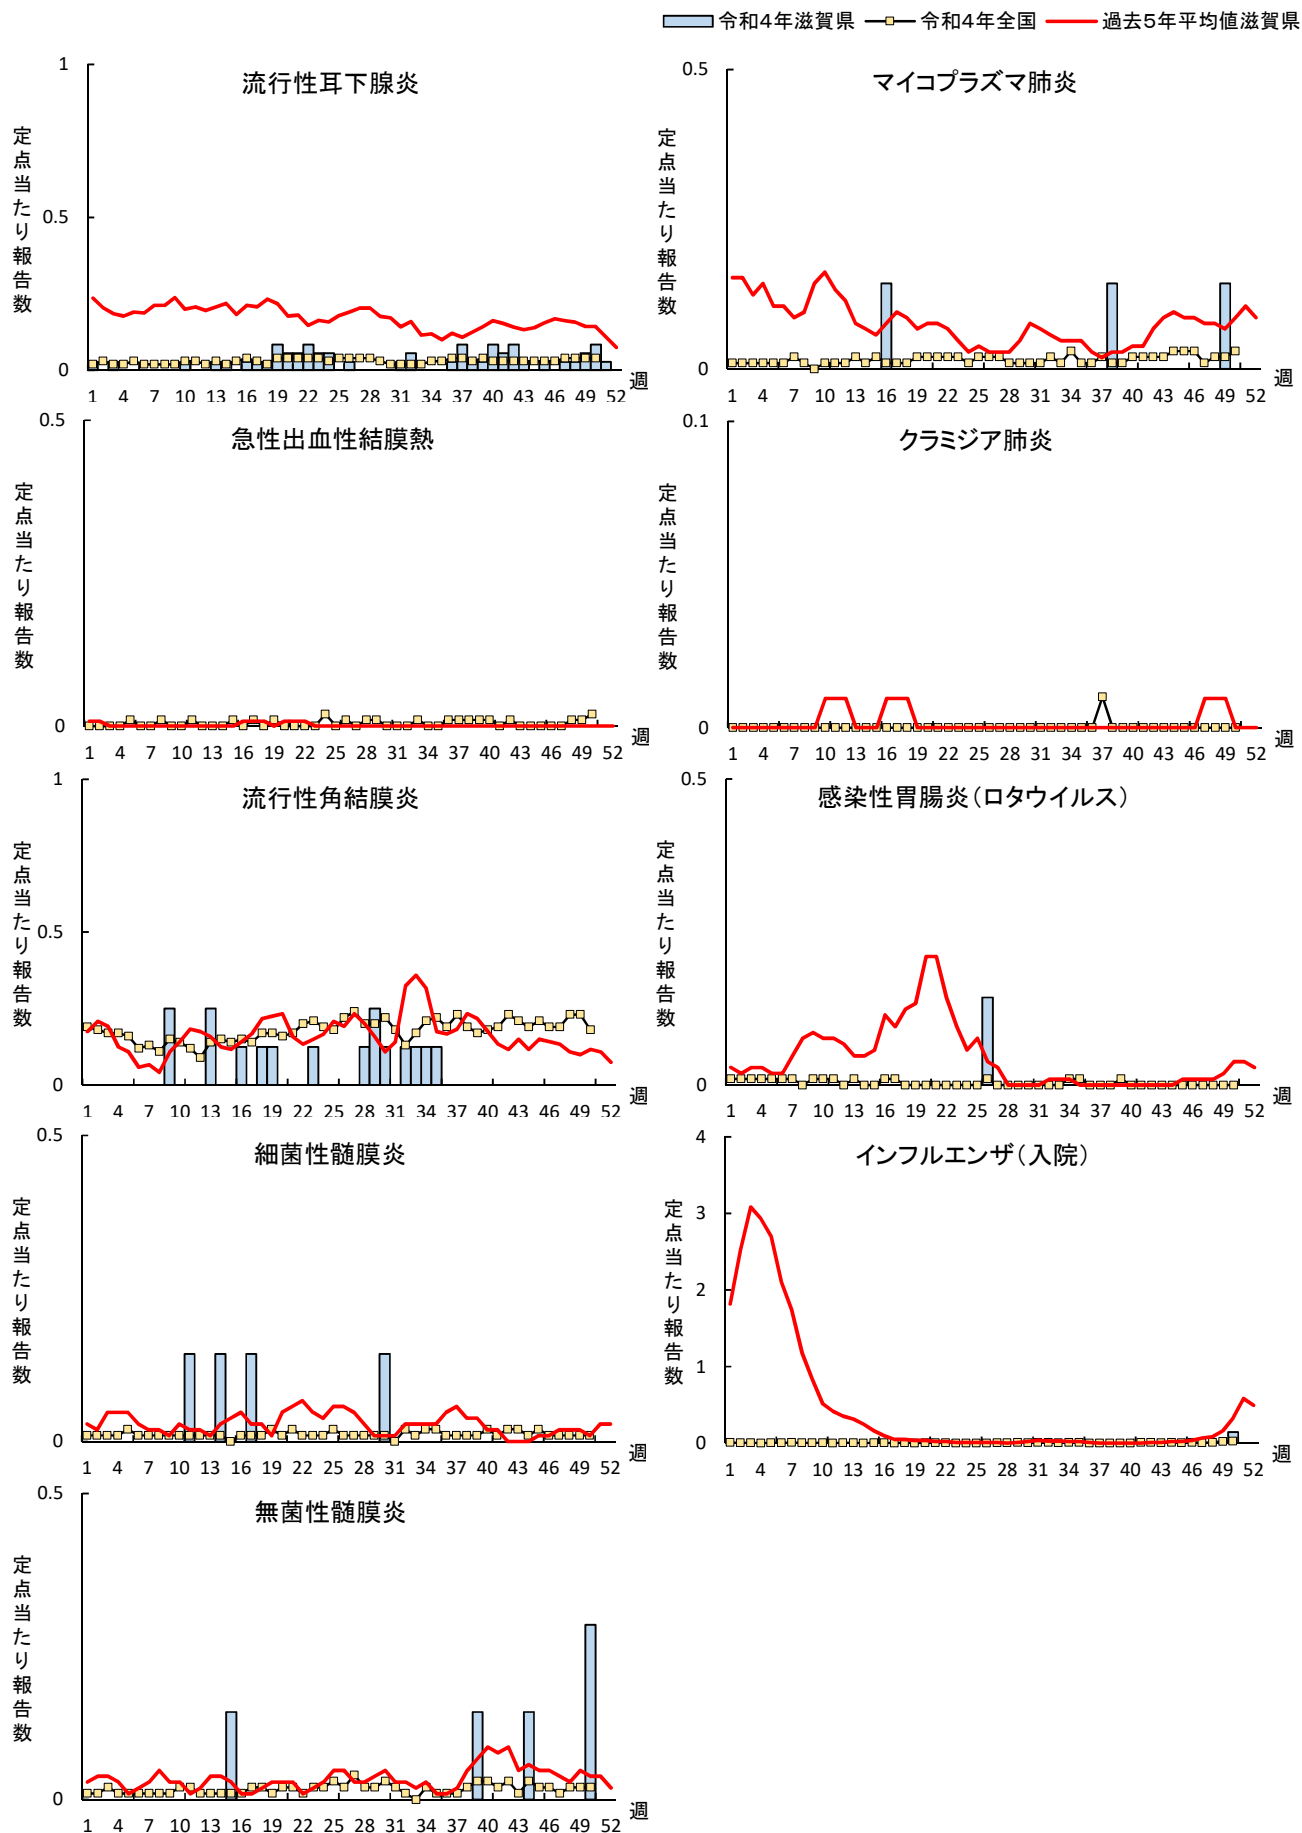 令和4年滋賀県 令和4年全国 過去5年平均値滋賀県
流行性耳下腺炎
定点当たり報告数
1
0.5
0
1 4 7 10 13 16 19 22 25 28 31 34 37 40 43 46 49 52
週
マイコプラズマ肺炎
定点当たり報告数
0.5
0
1 4 7 10 13 16 19 22 25 28 31 34 37 40 43 46 49 52
週
急性出血性結膜熱
定点当たり報告数
0.5
0
1 4 7 10 13 16 19 22 25 28 31 34 37 40 43 46 49 52
週
クラミジア肺炎
定点当たり報告数
0.1
0
1 4 7 10 13 16 19 22 25 28 31 34 37 40 43 46 49 52
週
流行性角結膜炎
定点当たり報告数
1
0.5
0
1 4 7 10 13 16 19 22 25 28 31 34 37 40 43 46 49 52
週
感染性胃腸炎(ロタウイルス)
定点当たり報告数
0.5
0
1 4 7 10 13 16 19 22 25 28 31 34 37 40 43 46 49 52
週
細菌性髄膜炎
定点当たり報告数
0.5
0
1 4 7 10 13 16 19 22 25 28 31 34 37 40 43 46 49 52
週
インフルエンザ(入院)
定点当たり報告数
4
3
2
1
0
1 4 7 10 13 16 19 22 25 28 31 34 37 40 43 46 49 52
週
無菌性髄膜炎
定点当たり報告数
0.5
0
1 4 7 10 13 16 19 22 25 28 31 34 37 40 43 46 49 52
週